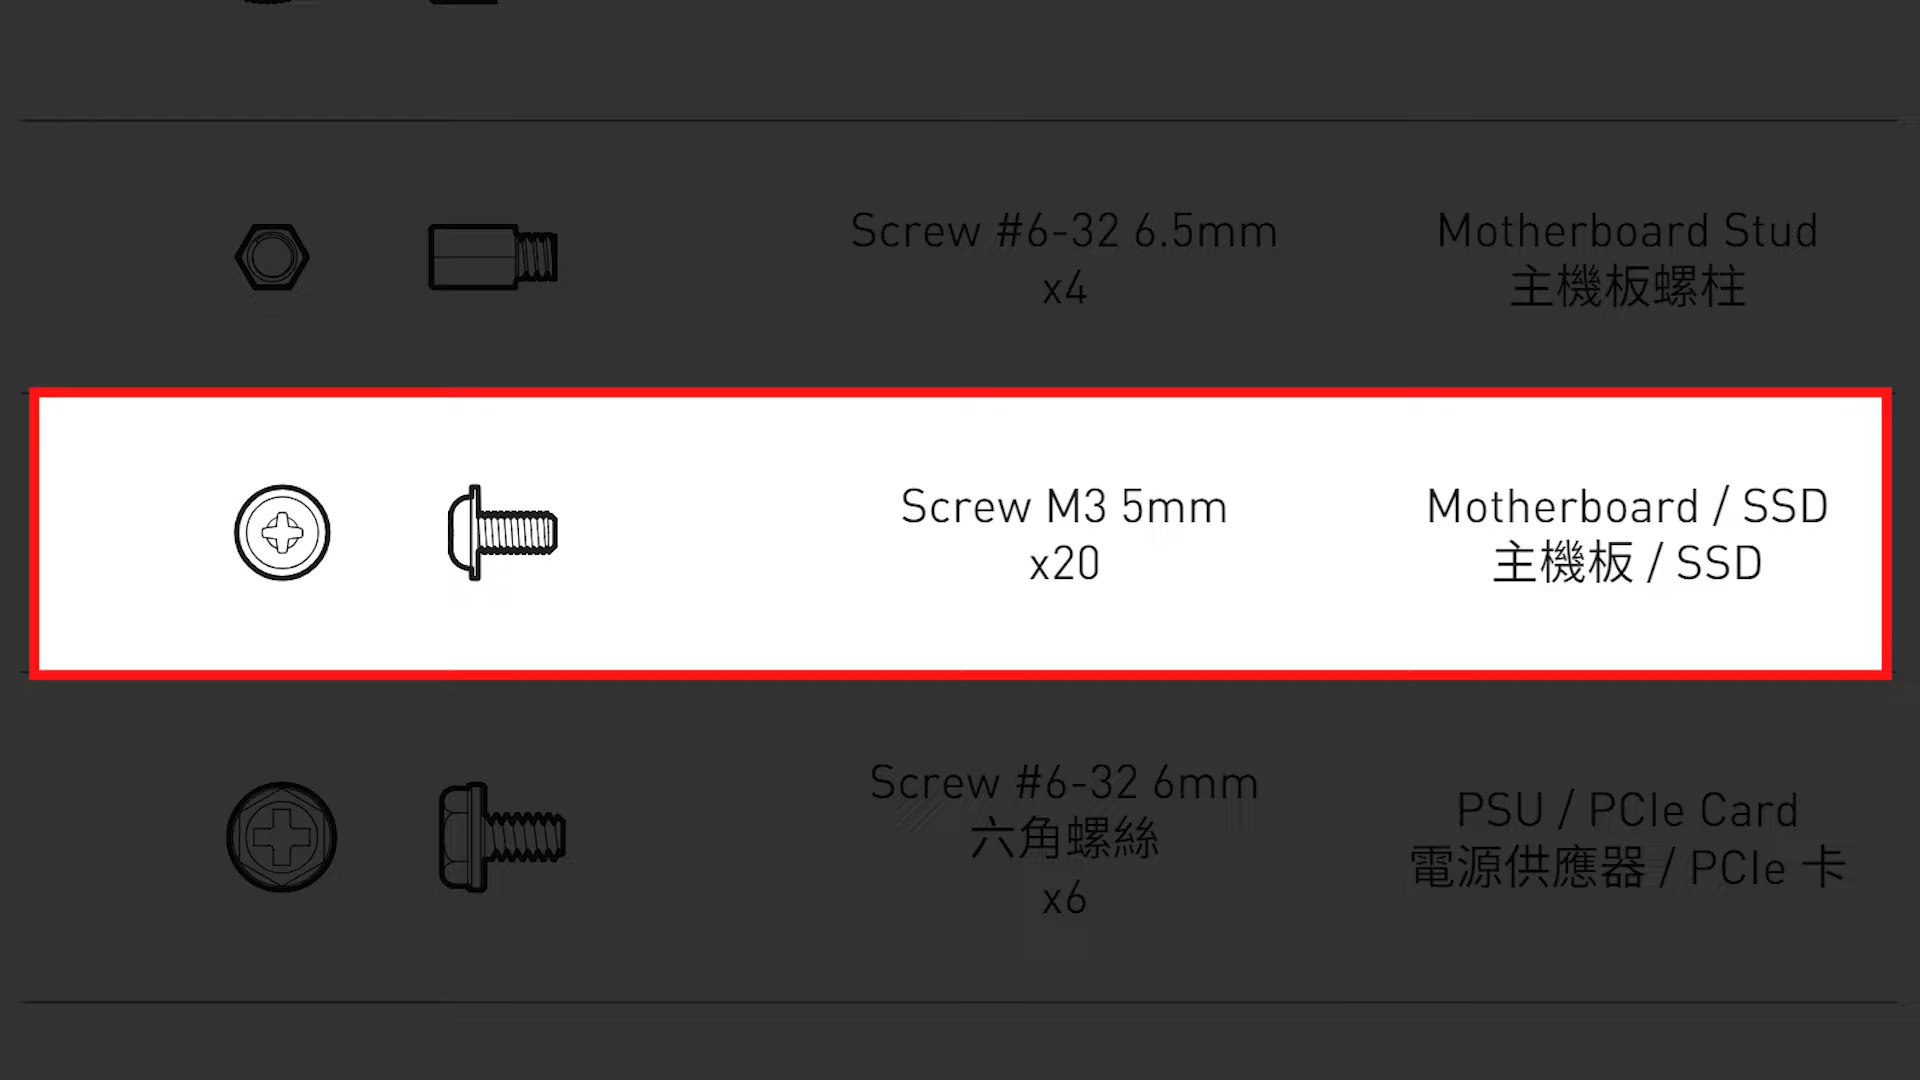 Screw #6-32 6.5mm
x4
Motherboard Stud
主機板螺柱
Screw M3 5mm
x20
Motherboard / SSD
主機板 / SSD
Screw #6-32 6mm
六角螺絲
x6
PSU / PCIe Card
電源供應器 / PCIe 卡